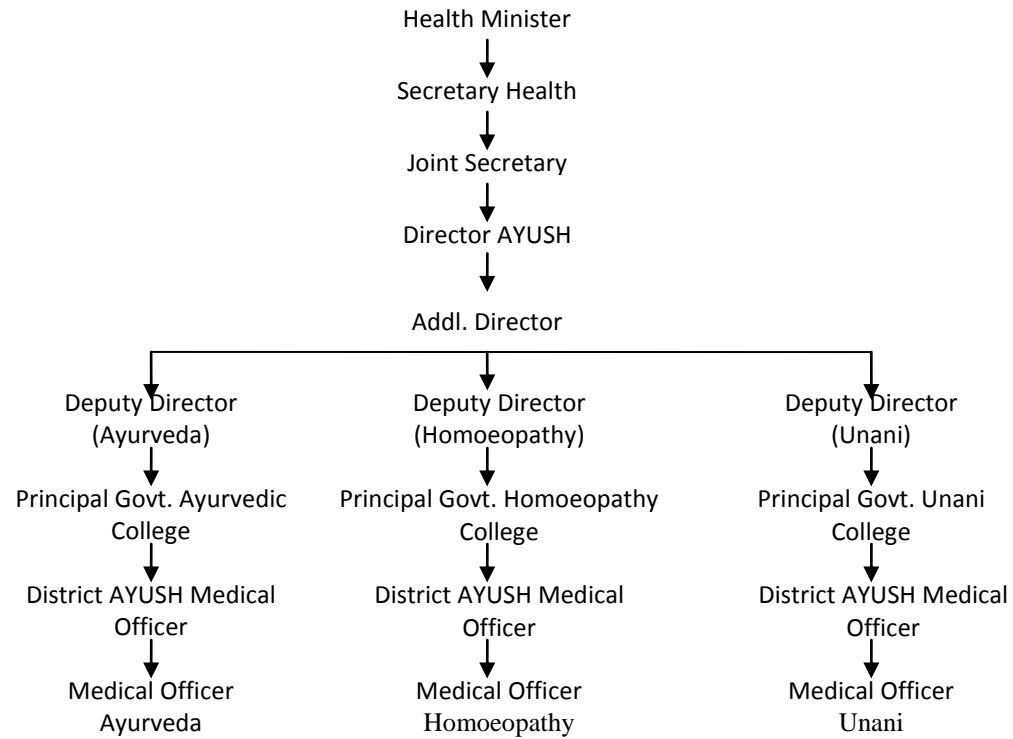 Health Minister
Secretary Health
Joint Secretary
Director AYUSH
Addl. Director
Deputy Director
(Ayurveda)
Deputy Director
(Homoeopathy)
Deputy Director
(Unani)
Principal Govt. Ayurvedic
College
Principal Govt. Homoeopathy
College
Principal Govt. Unani
College
District AYUSH Medical
Officer
District AYUSH Medical
Officer
District AYUSH Medical
Officer
Medical Officer
Ayurveda
Medical Officer
Homoeopathy
Medical Officer
Unani